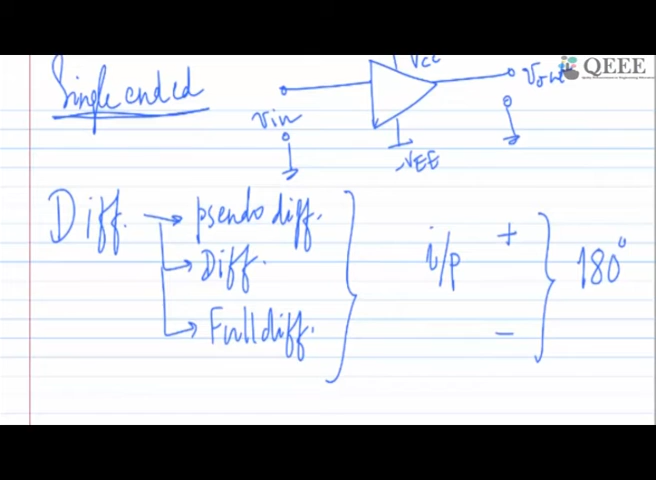 Single ended
VCC
QEEE
Vout
Vin
-VEE
Diff. pseudo diff.
Diff.
Full diff.
i/p + 180°
-